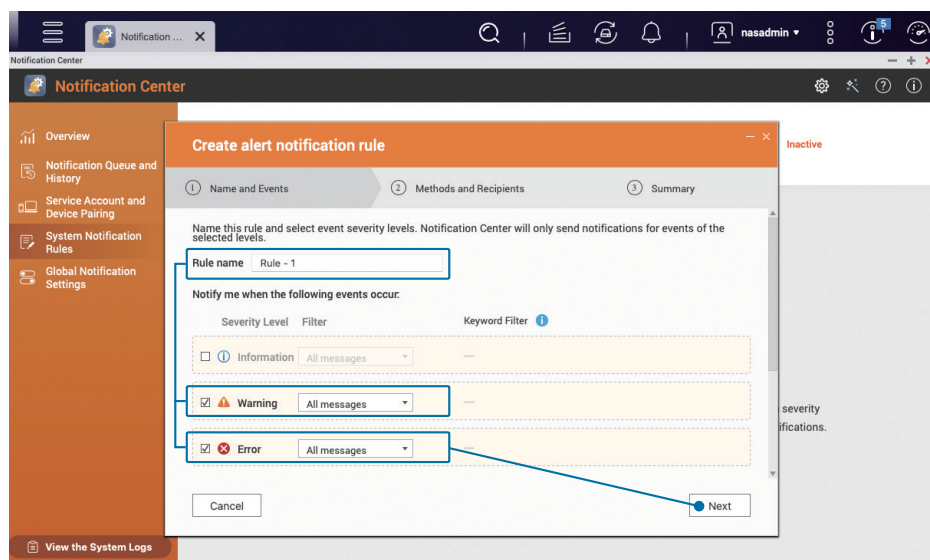 Notification ...
5
nasadmin
Notification Center
Notification Center
Overview
Notification Queue and
History
Service Account and
Device Pairing
System Notification
Rules
Global Notification
Settings
View the System Logs
Inactive
severity
ifications.
Create alert notification rule
1 Name and Events
2 Methods and Recipients
3 Summary
Name this rule and select event severity levels. Notification Center will only send notifications for events of the
selected levels.
Rule name Rule - 1
Notify me when the following events occur:
Severity Level Filter Keyword Filter
Information All messages —
Warning All messages —
Error All messages —
Cancel Next